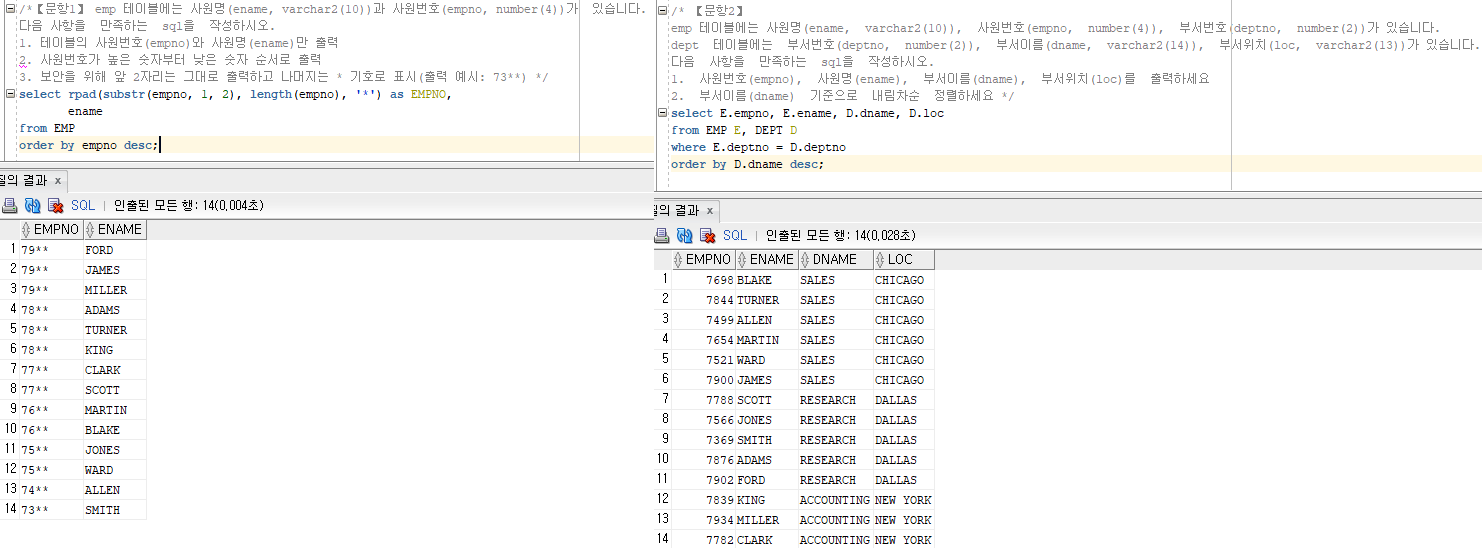 /*【문항1】 emp 테이블에는 사원명(ename, varchar2(10))과 사원번호(empno, number(4))가 있습니다.
다음 사항을 만족하는 sql을 작성하시오.
1. 테이블의 사원번호(empno)와 사원명(ename)만 출력
2. 사원번호가 높은 숫자부터 낮은 숫자 순서로 출력
3. 보안을 위해 앞 2자리는 그대로 출력하고 나머지는 * 기호로 표시(출력 예시: 73**) */
select rpad(substr(empno, 1, 2), length(empno), '*') as EMPNO,
ename
from EMP
order by empno desc;
질의 결과 x
SQL | 인출된 모든 행: 14(0,004초)
EMPNO ENAME
1 79** FORD
2 79** JAMES
3 79** MILLER
4 78** ADAMS
5 78** TURNER
6 78** KING
7 77** CLARK
8 77** SCOTT
9 76** MARTIN
10 76** BLAKE
11 75** JONES
12 75** WARD
13 74** ALLEN
14 73** SMITH
/* 【문항2】
emp 테이블에는 사원명(ename, varchar2(10)), 사원번호(empno, number(4)), 부서번호(deptno, number(2))가 있습니다.
dept 테이블에는 부서번호(deptno, number(2)), 부서이름(dname, varchar2(14)), 부서위치(loc, varchar2(13))가 있습니다.
다음 사항을 만족하는 sql을 작성하시오.
1. 사원번호(empno), 사원명(ename), 부서이름(dname), 부서위치(loc)를 출력하세요
2. 부서이름(dname) 기준으로 내림차순 정렬하세요 */
select E.empno, E.ename, D.dname, D.loc
from EMP E, DEPT D
where E.deptno = D.deptno
order by D.dname desc;
질의 결과 x
SQL | 인출된 모든 행: 14(0,028초)
EMPNO ENAME DNAME LOC
1 7698 BLAKE SALES CHICAGO
2 7844 TURNER SALES CHICAGO
3 7499 ALLEN SALES CHICAGO
4 7654 MARTIN SALES CHICAGO
5 7521 WARD SALES CHICAGO
6 7900 JAMES SALES CHICAGO
7 7788 SCOTT RESEARCH DALLAS
8 7566 JONES RESEARCH DALLAS
9 7369 SMITH RESEARCH DALLAS
10 7876 ADAMS RESEARCH DALLAS
11 7902 FORD RESEARCH DALLAS
12 7839 KING ACCOUNTING NEW YORK
13 7934 MILLER ACCOUNTING NEW YORK
14 7782 CLARK ACCOUNTING NEW YORK